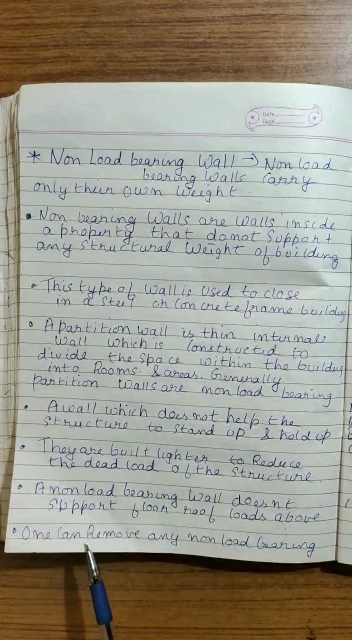 Date
Page
* Non Load bearing Wall → Non load
bearing walls carry
only their own weight.
• Non bearing Walls are walls inside
a property that donot support
any structural weight of building
• This type of wall is used to close
in a steel or concrete frame building
• A partition wall is thin internal
wall which is constructed to
divide the space within the building
into Rooms & areas. Generally
partition walls are non load bearing
• A wall which does not help the
structure to stand up & hold up
• They are built lighter to Reduce
the dead load of the structure.
• A non load bearing wall doesnt
support floor roof loads above
• One can Remove any non load bearing